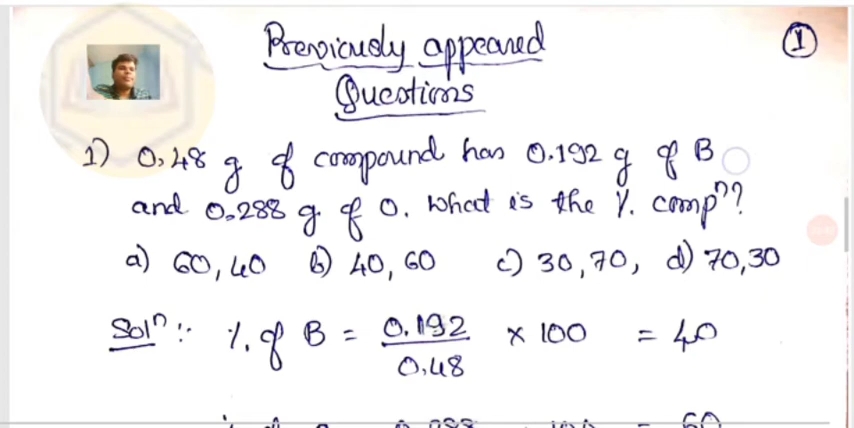 Previously appeared
Questions
1
1) 0.48 g of compound has 0.192 g of B
and 0.288 g of O. What is the % compⁿ?
a) 60, 40 b) 40, 60 c) 30, 70, d) 70, 30
Solⁿ :- % of B = 0.192 / 0.48 × 100 = 40